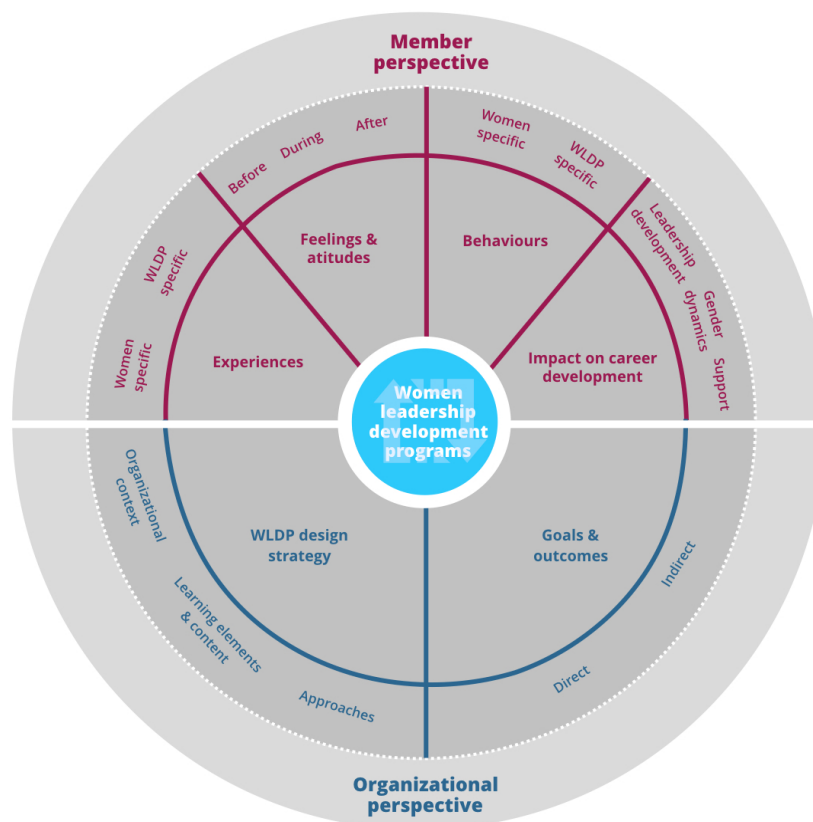 Member
perspective
Before
During
After
Women
specific
WLDP
specific
WLDP
specific
Women
specific
Leadership
development
Gender
dynamics
Support
Feelings &
atitudes
Behaviours
Experiences
Impact on career
development
Women
leadership
development
programs
Organizational
context
Learning elements
& content
Approaches
WLDP design
strategy
Goals &
outcomes
Indirect
Direct
Organizational
perspective